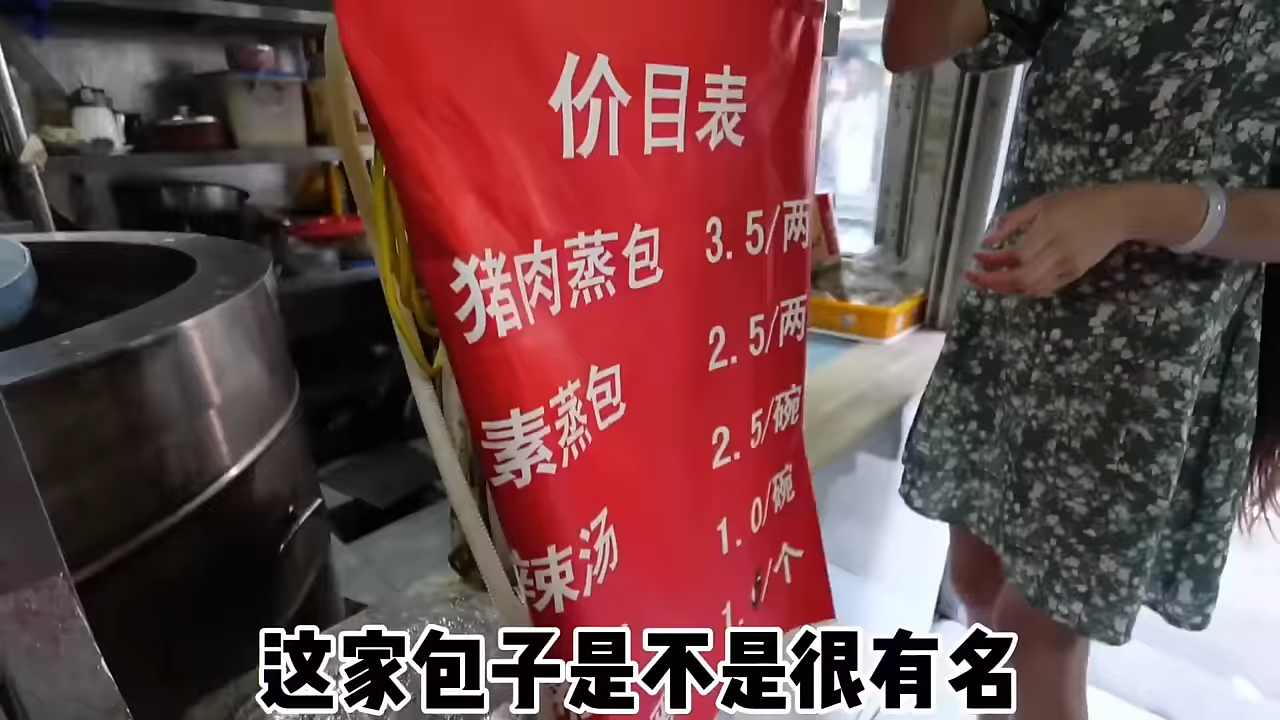 价目表
猪肉蒸包 3.5/两
素蒸包 2.5/两
辣汤 2.5/碗
1.0/碗
/个
这家包子是不是很有名